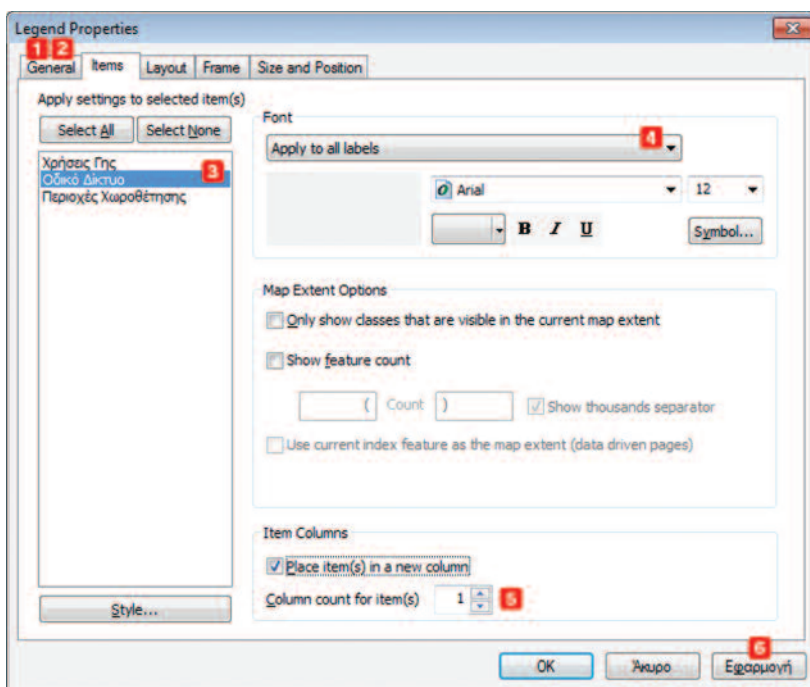 Legend Properties
1 2
General Items Layout Frame Size and Position
Apply settings to selected item(s)
Select All Select None
Χρήσεις Γης
Οδικό Δίκτυο 3
Περιοχές Χωροθέτησης
Style...
Font
Apply to all labels 4
Arial 12
B I U Symbol...
Map Extent Options
Only show classes that are visible in the current map extent
Show feature count
( Count ) Show thousands separator
Use current index feature as the map extent (data driven pages)
Item Columns
Place item(s) in a new column
Column count for item(s) 1 5
6
OK Άκυρο Εφαρμογή